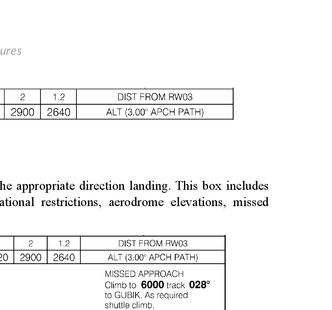 ures
2 1.2 DIST FROM RW03
2900 2640 ALT (3.00° APCH PATH)
he appropriate direction landing. This box includes
ational restrictions, aerodrome elevations, missed
2 1.2 DIST FROM RW03
20 2900 2640 ALT (3.00° APCH PATH)
MISSED APPROACH
Climb to 6000 track 028°
to GUBIK. As required
shuttle climb.